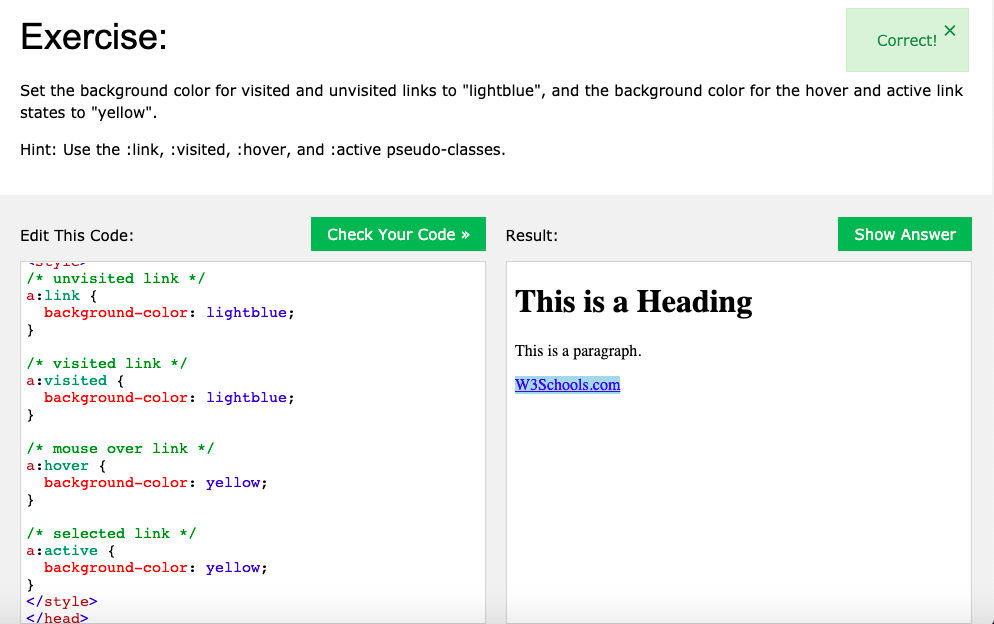 Exercise:
Correct!
×
Set the background color for visited and unvisited links to "lightblue", and the background color for the hover and active link
states to "yellow".
Hint: Use the :link, :visited, :hover, and :active pseudo-classes.
Edit This Code:
Check Your Code »
<style>
/* unvisited link */
a:link {
  background-color: lightblue;
}
/* visited link */
a:visited {
  background-color: lightblue;
}
/* mouse over link */
a:hover {
  background-color: yellow;
}
/* selected link */
a:active {
  background-color: yellow;
}
</style>
</head>
Result:
Show Answer
This is a Heading
This is a paragraph.
W3Schools.com